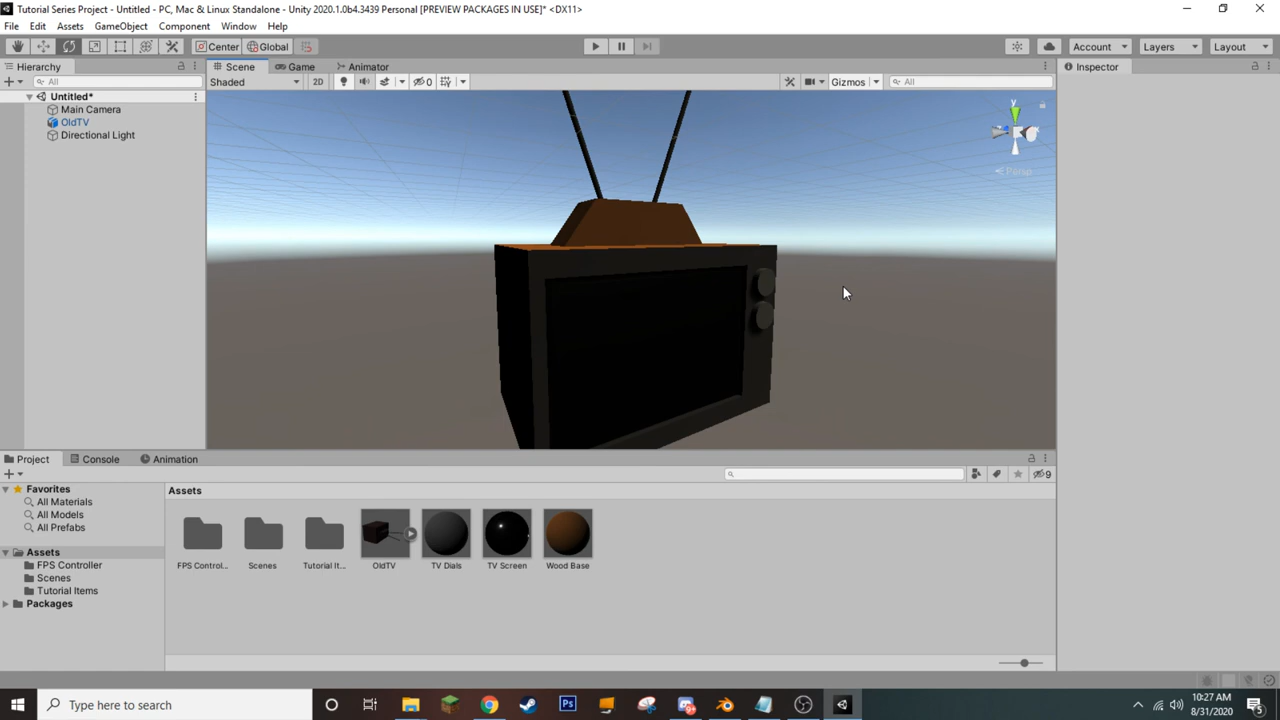 Tutorial Series Project - Untitled - PC, Mac & Linux Standalone - Unity 2020.1.0b4.3439 Personal [PREVIEW PACKAGES IN USE]* <DX11>
File Edit Assets GameObject Component Window Help
Center Global Account Layers Layout
Hierarchy Scene Game Animator Inspector
All Shaded 2D 0 Gizmos All
Untitled*
Main Camera
OldTV
Directional Light
y
Persp
Project Console Animation
9
Favorites Assets
All Materials
All Models
All Prefabs
Assets
FPS Controller
Scenes
Tutorial Items
Packages
FPS Control... Scenes Tutorial It... OldTV TV Dials TV Screen Wood Base
Type here to search
Ps
10:27 AM
8/31/2020
5